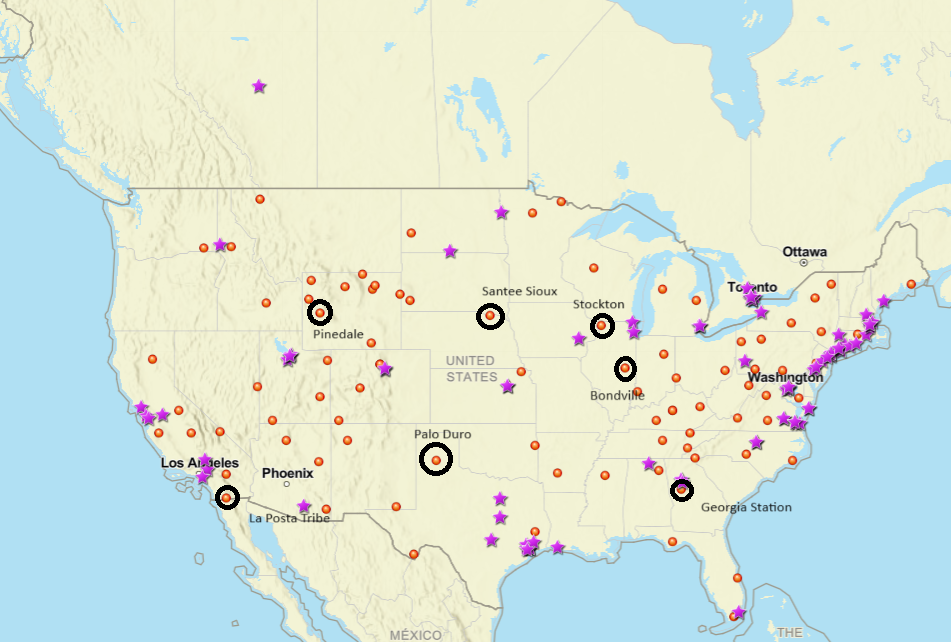 Ottawa
Toronto
Santee Sioux
Stockton
Pinedale
UNITED
STATES
Washington
Bondville
Palo Duro
Los Angeles
Phoenix
Georgia Station
La Posta Tribe
MÉXICO
THE